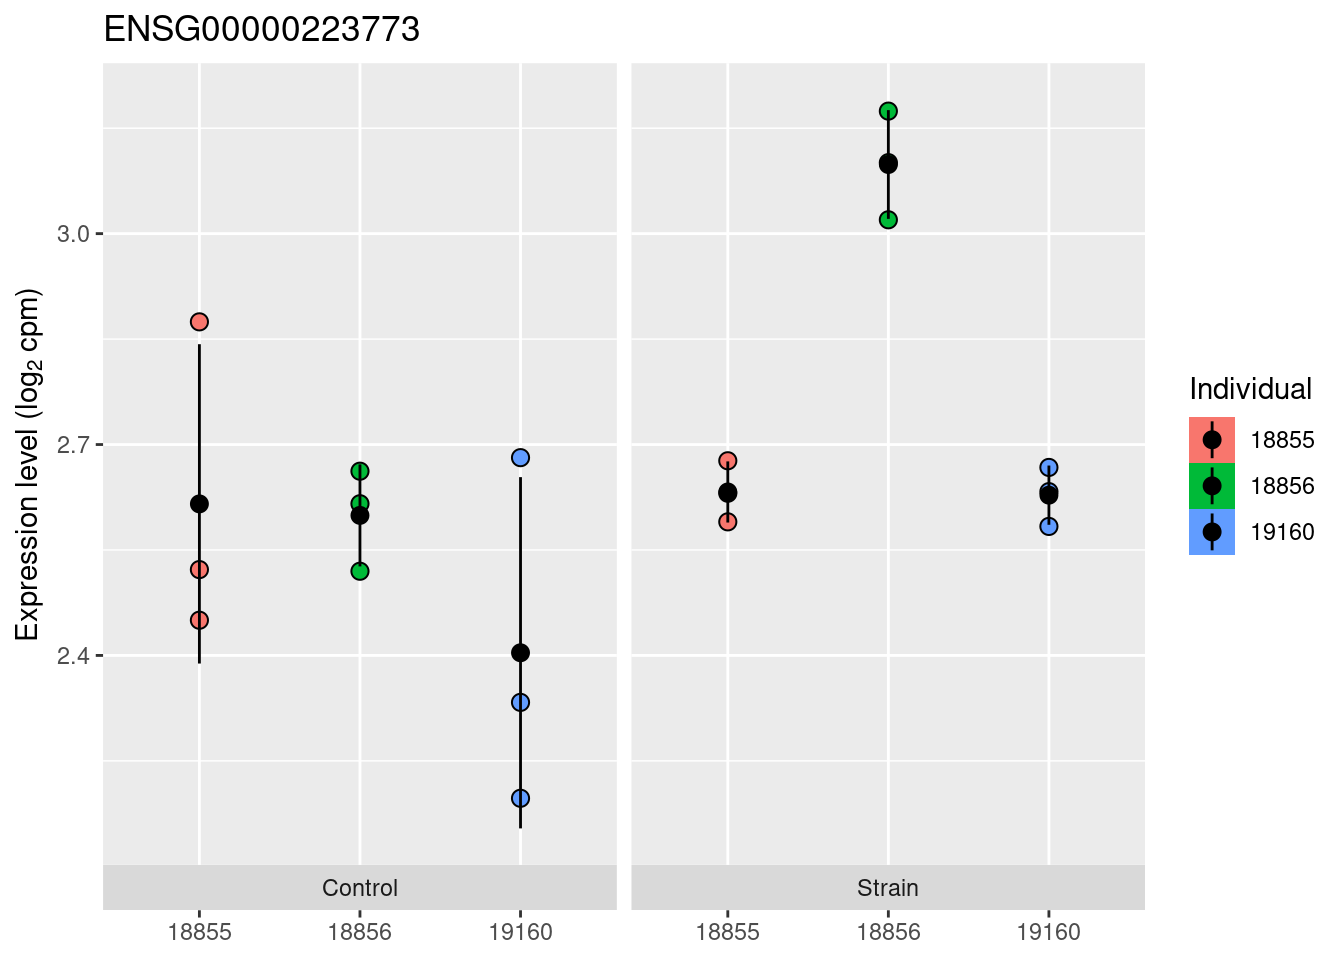 ENSG00000223773
Expression level (log₂ cpm)
3.0
2.7
2.4
Control
Strain
18855
18856
19160
18855
18856
19160
Individual
18855
18856
19160